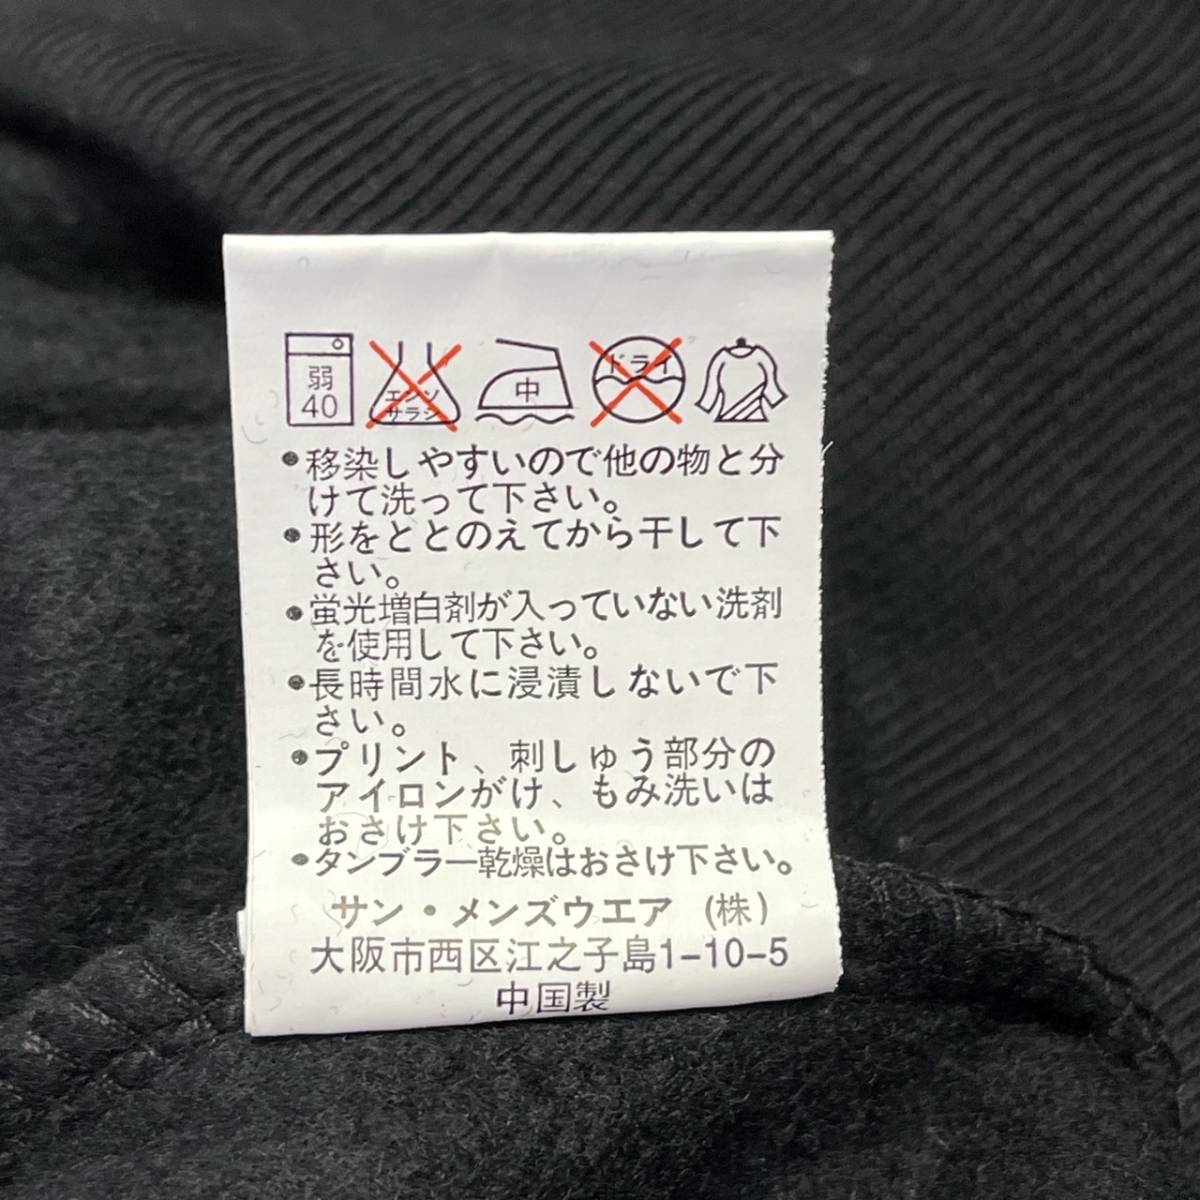 弱 エンソ 中 ドライ
40 サラシ
•移染しやすいので他の物と分
けて洗って下さい。
•形をととのえてから干して下
さい。
•蛍光増白剤が入っていない洗剤
を使用して下さい。
•長時間水に浸漬しないで下
さい。
•プリント、刺しゅう部分の
アイロンがけ、もみ洗いは
おさけ下さい。
•タンブラー乾燥はおさけ下さい。
サン・メンズウエア (株)
大阪市西区江之子島1-10-5
中国製